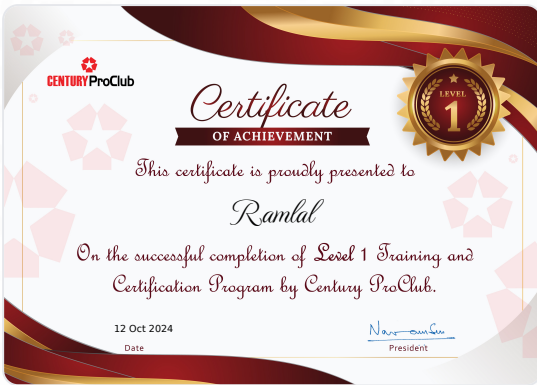 CENTURY ProClub
LEVEL
1
Certificate
OF ACHIEVEMENT
This certificate is proudly presented to
Ramlal
On the successful completion of Level 1 Training and
Certification Program by Century ProClub.
12 Oct 2024
Date
President